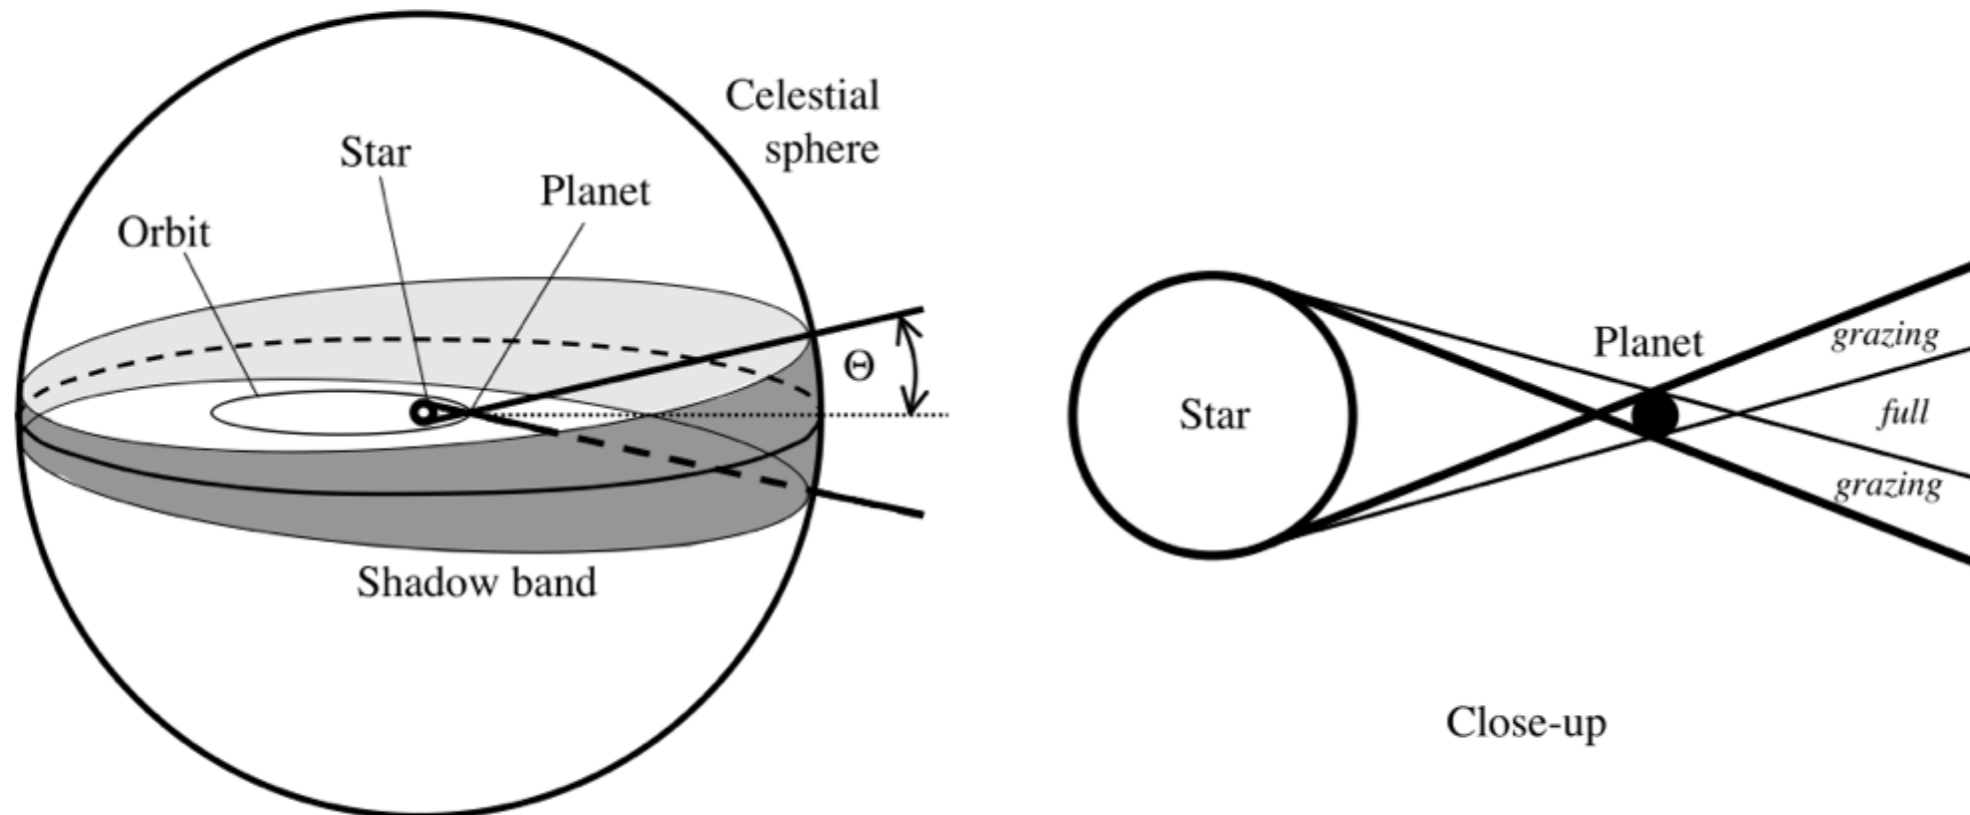 Celestial
sphere
Star
Planet
Orbit
Θ
Shadow band
Planet
grazing
Star
full
grazing
Close-up